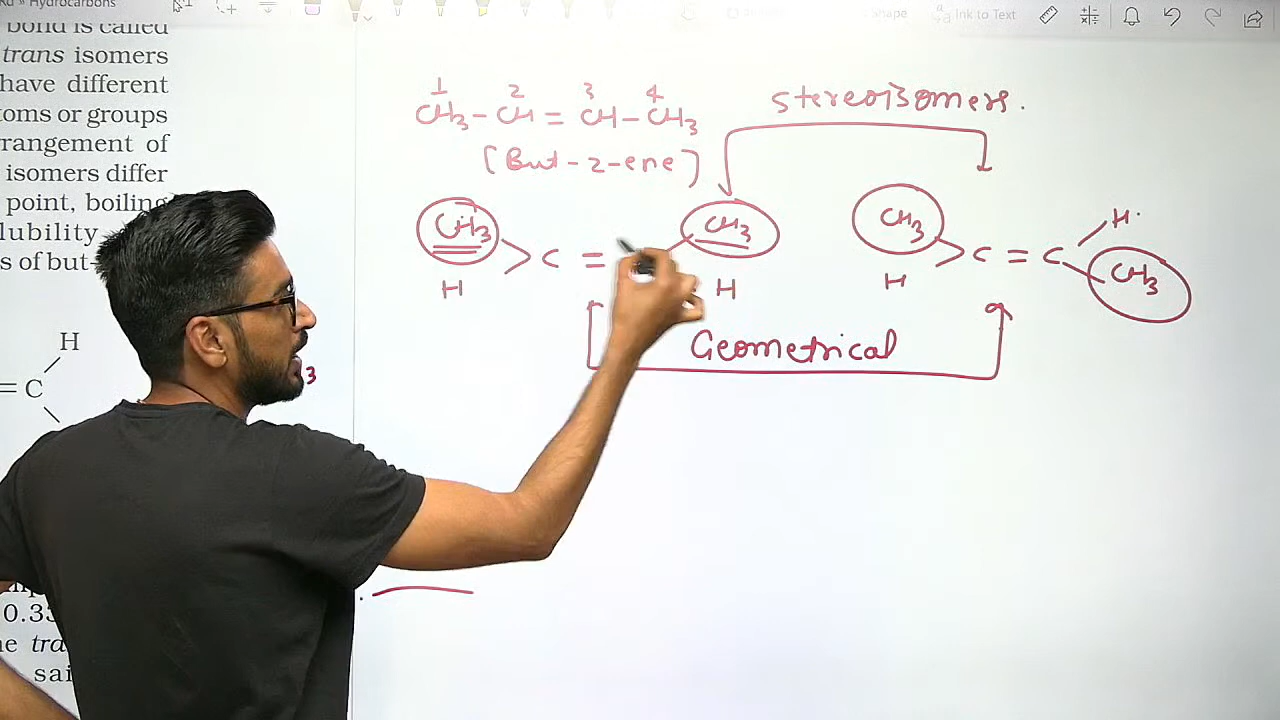 Hydrocarbons
Shape
Ink to Text
bond is called
trans isomers
have different
toms or groups
rangement of
isomers differ
point, boiling
lubility
s of but-
H
= C
3
0.33
tra
sai
1 2 3 4
CH3 - CH = CH - CH3
[But-2-ene]
Stereoisomers.
CH3 > C = CH3
H H
CH3 > C = C H.
H CH3
Geometrical